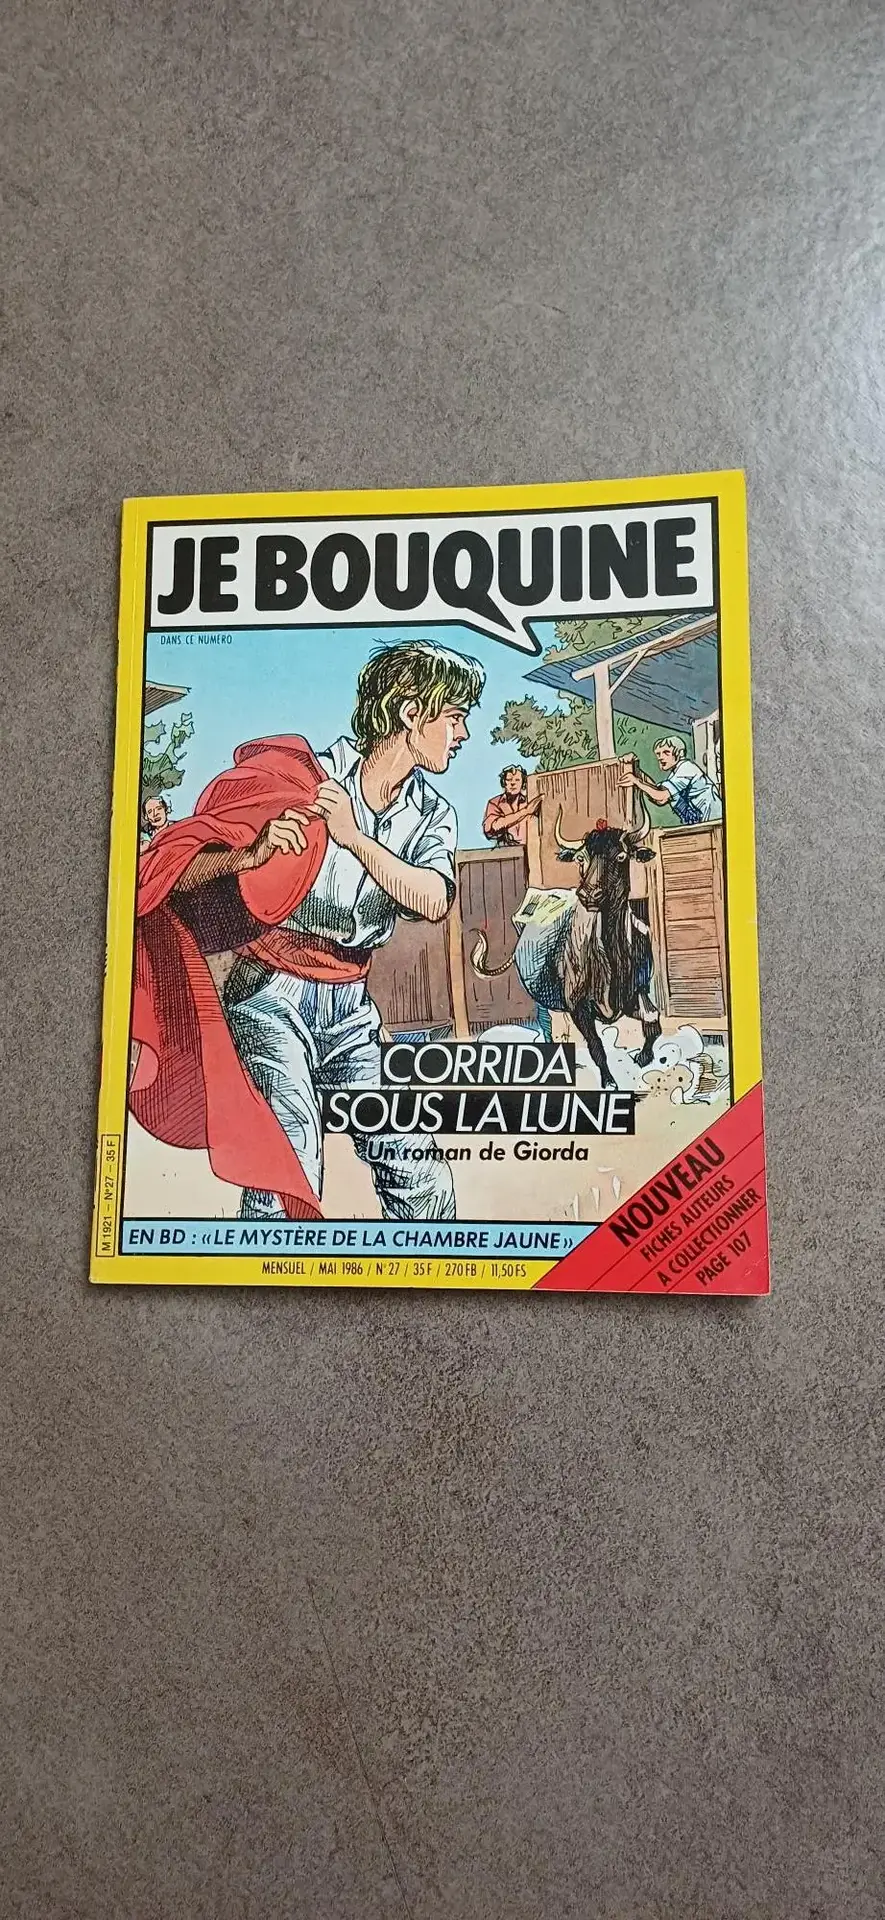 JE BOUQUINE
DANS CE NUMÉRO
CORRIDA
SOUS LA LUNE
Un roman de Giorda
NOUVEAU
FICHES AUTEURS
A COLLECTIONNER
PAGE 107
EN BD : «LE MYSTÈRE DE LA CHAMBRE JAUNE»
MENSUEL / MAI 1986 / N°27 / 35 F / 270 FB / 11,50 FS
M 1921 - N°27 - 35 F